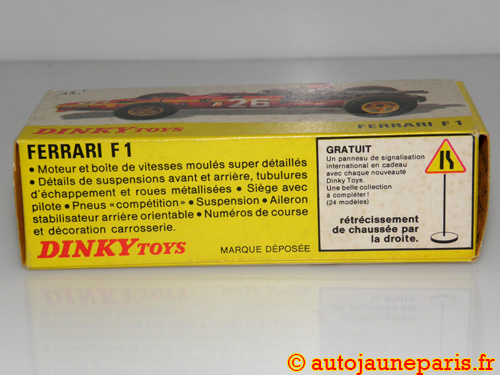 26
DINKY TOYS
FERRARI F 1
FERRARI F 1
• Moteur et boîte de vitesses moulés super détaillés
• Détails de suspensions avant et arrière, tubulures
d'échappement et roues métallisées • Siège avec
pilote • Pneus «compétition» • Suspension • Aileron
stabilisateur arrière orientable • Numéros de course
et décoration carrosserie.
DINKY TOYS
MARQUE DÉPOSÉE
GRATUIT
Un panneau de signalisation
international en cadeau
avec chaque nouveauté
Dinky Toys.
Une belle collection
à compléter!
(24 modèles)
rétrécissement
de chaussée par
la droite.
© autojauneparis.fr